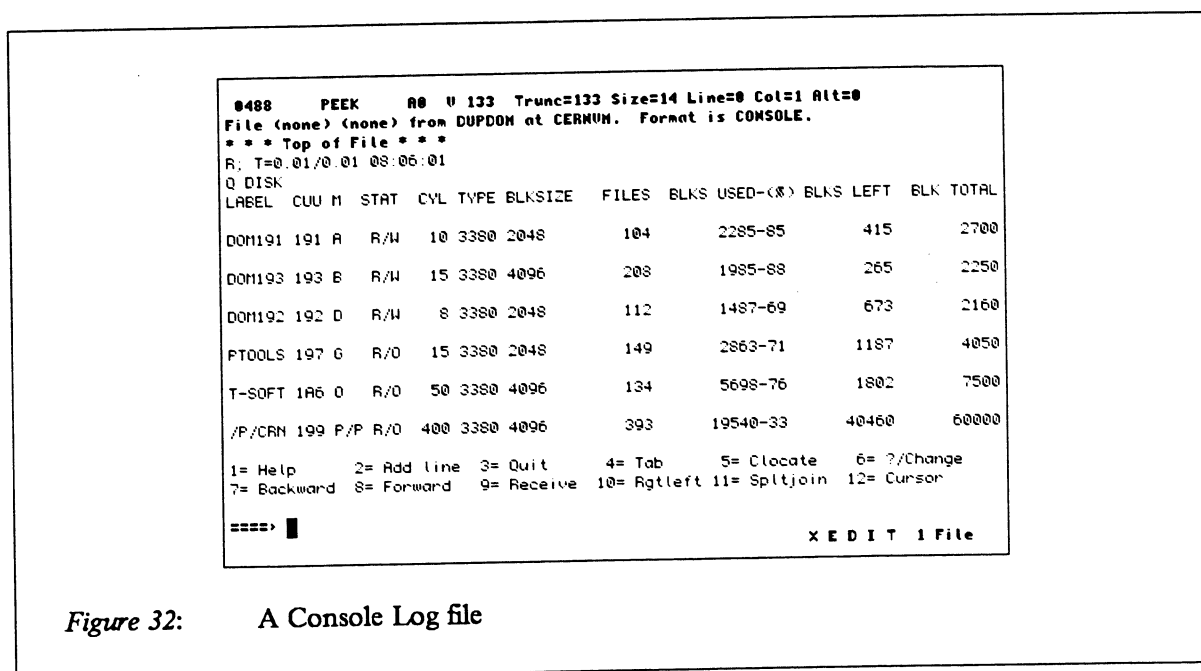 0488 PEEK A0 V 133 Trunc=133 Size=14 Line=0 Col=1 Alt=0
File (none) (none) from DUPDOM at CERNVM. Format is CONSOLE.
* * * Top of File * * *
R; T=0.01/0.01 08:06:01
Q DISK
LABEL CUU M STAT CYL TYPE BLKSIZE FILES BLKS USED-(%) BLKS LEFT BLK TOTAL
DOM191 191 A R/W 10 3380 2048 104 2285-85 415 2700
DOM193 193 B R/W 15 3380 4096 208 1985-88 265 2250
DOM192 192 D R/W 8 3380 2048 112 1487-69 673 2160
PTOOLS 197 G R/O 15 3380 2048 149 2863-71 1187 4050
T-SOFT 1A6 O R/O 50 3380 4096 134 5698-76 1802 7500
/P/CRN 199 P/P R/O 400 3380 4096 393 19540-33 40460 60000
1= Help 2= Add line 3= Quit 4= Tab 5= Clocate 6= ?/Change
7= Backward 8= Forward 9= Receive 10= Rgtleft 11= Spltjoin 12= Cursor
====>
X E D I T 1 File
Figure 32: A Console Log file